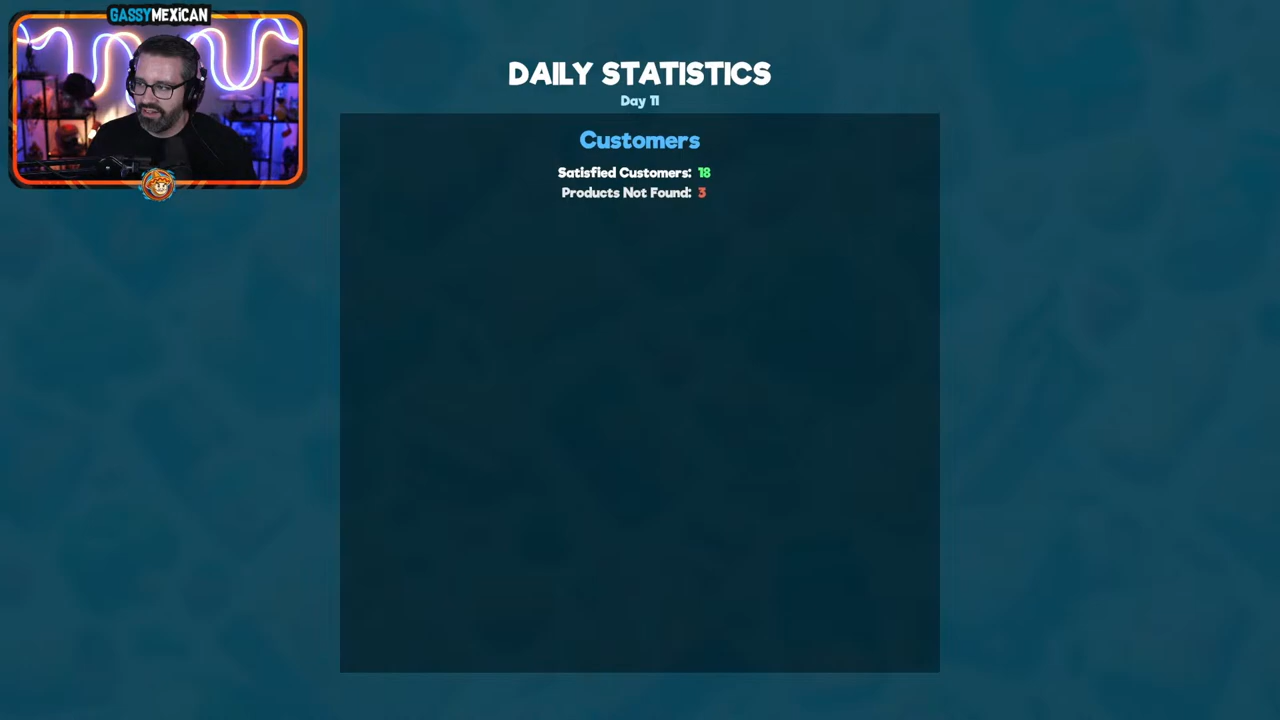 GASSYMEXICAN
DAILY STATISTICS
Day 11
Customers
Satisfied Customers: 18
Products Not Found: 3